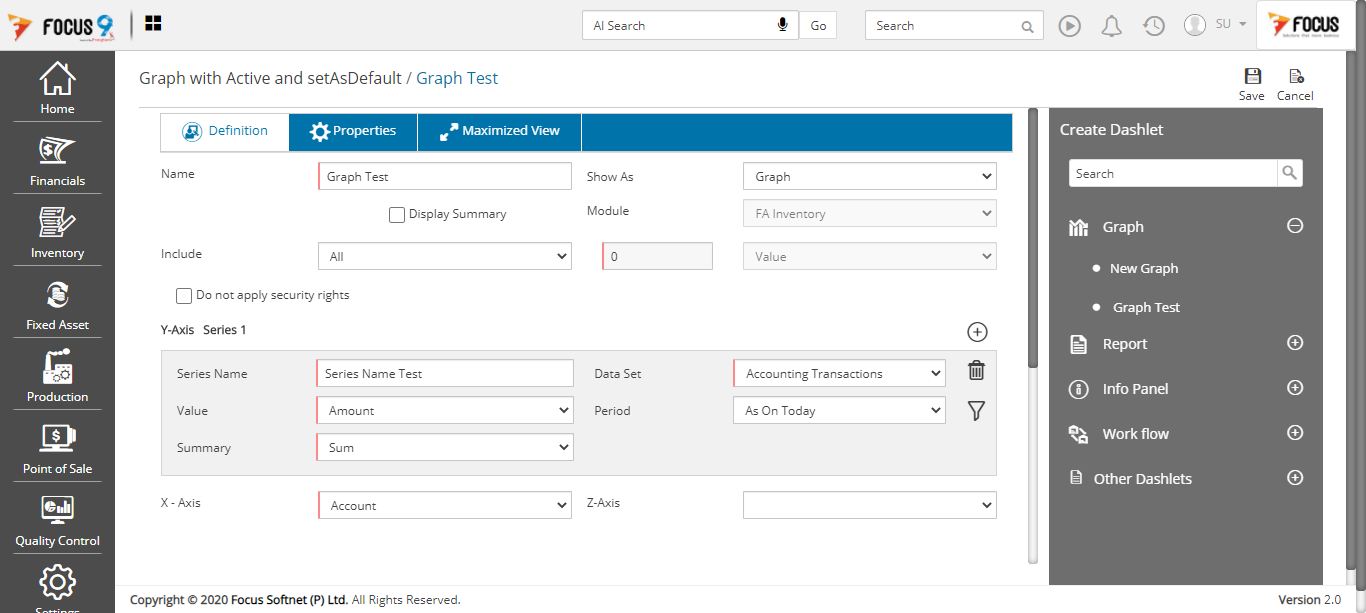 FOCUS 9
AI Search
Go
Search
SU
FOCUS
Home
Financials
Inventory
Fixed Asset
Production
Point of Sale
Quality Control
Settings
Graph with Active and setAsDefault / Graph Test
Save
Cancel
Definition
Properties
Maximized View
Name
Graph Test
Show As
Graph
Display Summary
Module
FA Inventory
Include
All
0
Value
Do not apply security rights
Y-Axis Series 1
Series Name
Series Name Test
Data Set
Accounting Transactions
Value
Amount
Period
As On Today
Summary
Sum
X - Axis
Account
Z-Axis
Create Dashlet
Search
Graph
New Graph
Graph Test
Report
Info Panel
Work flow
Other Dashlets
Copyright © 2020 Focus Softnet (P) Ltd. All Rights Reserved.
Version 2.0